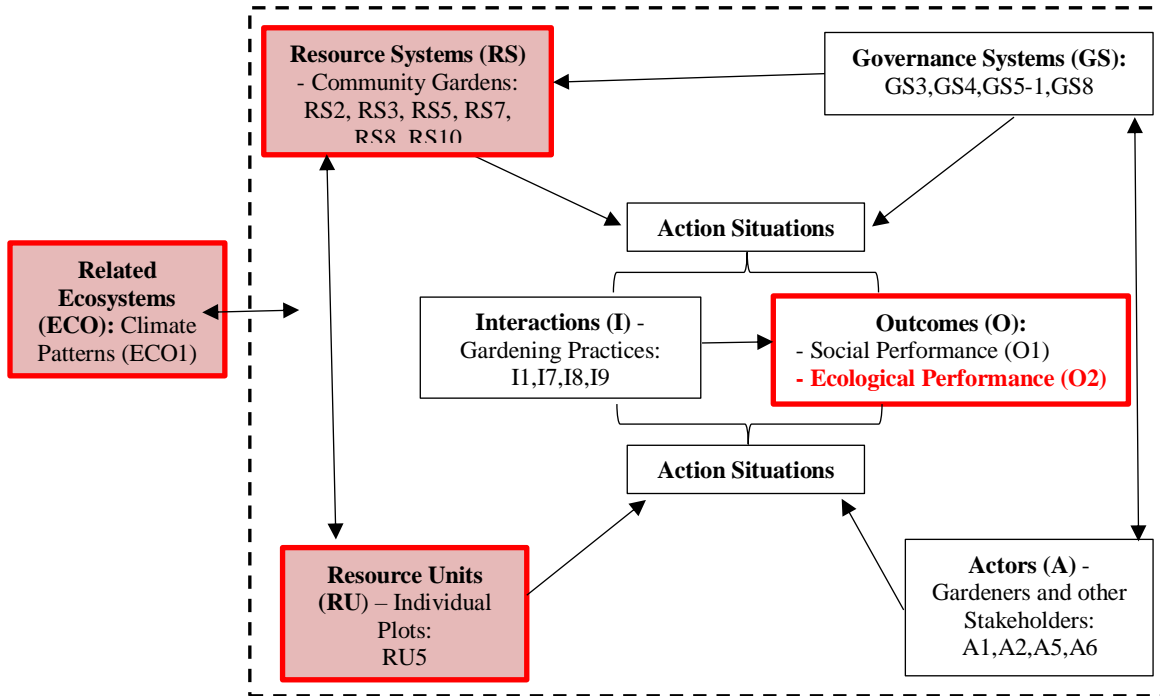 Resource Systems (RS)
- Community Gardens:
RS2, RS3, RS5, RS7,
RS8, RS10
Governance Systems (GS):
GS3,GS4,GS5-1,GS8
Action Situations
Related
Ecosystems
(ECO): Climate
Patterns (ECO1)
Interactions (I) -
Gardening Practices:
I1,I7,I8,I9
Outcomes (O):
- Social Performance (O1)
- Ecological Performance (O2)
Action Situations
Resource Units
(RU) – Individual
Plots:
RU5
Actors (A) -
Gardeners and other
Stakeholders:
A1,A2,A5,A6